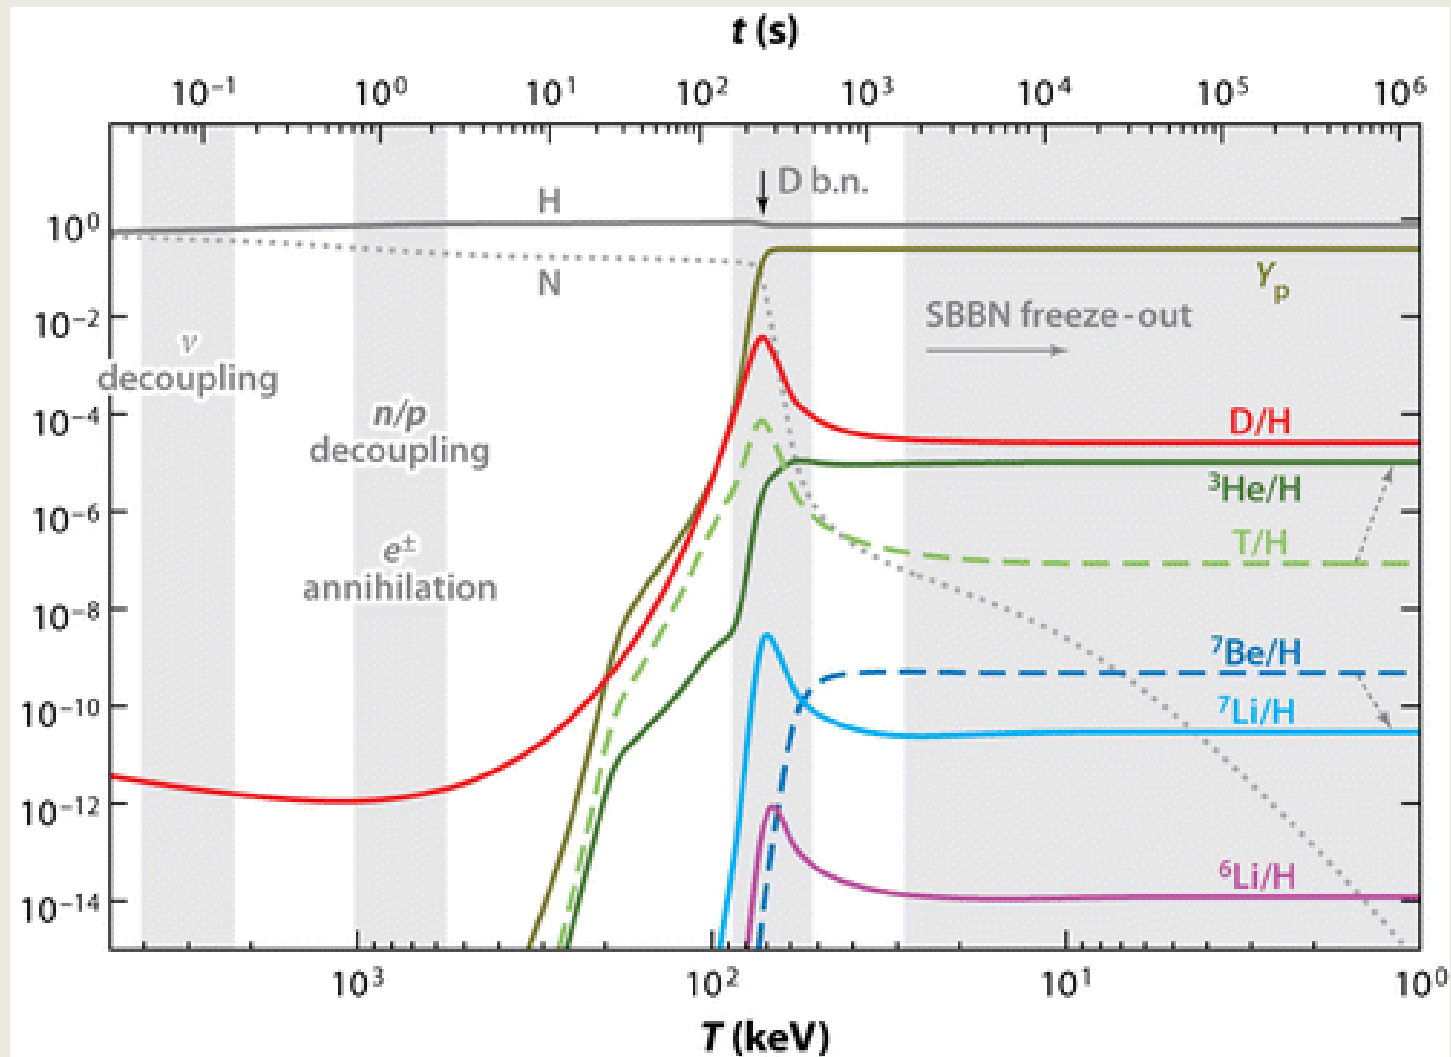 t (s)
10⁻¹ 10⁰ 10¹ 10² 10³ 10⁴ 10⁵ 10⁶
D b.n.
H
10⁰
N
Yₚ
10⁻²
SBBN freeze-out
ν
decoupling
n/p
decoupling
10⁻⁴
D/H
³He/H
10⁻⁶
T/H
e±
annihilation
10⁻⁸
⁷Be/H
10⁻¹⁰
⁷Li/H
10⁻¹²
⁶Li/H
10⁻¹⁴
10³ 10² 10¹ 10⁰
T (keV)